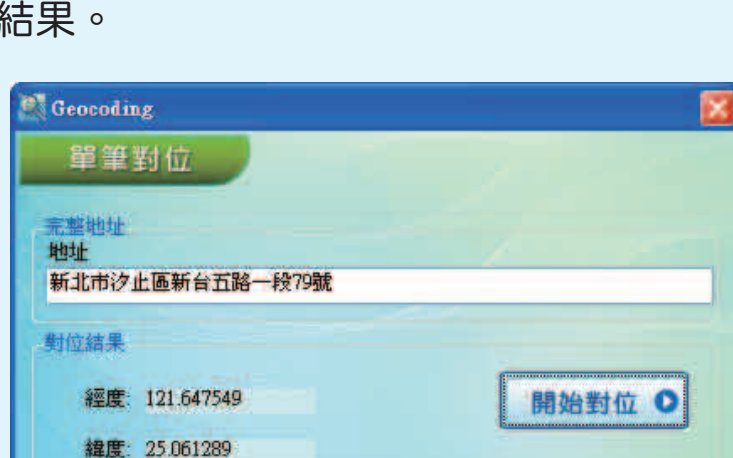 結果。
Geocoding
單筆對位
完整地址
地址
新北市汐止區新台五路一段79號
對位結果
經度: 121.647549
開始對位
緯度: 25.061289